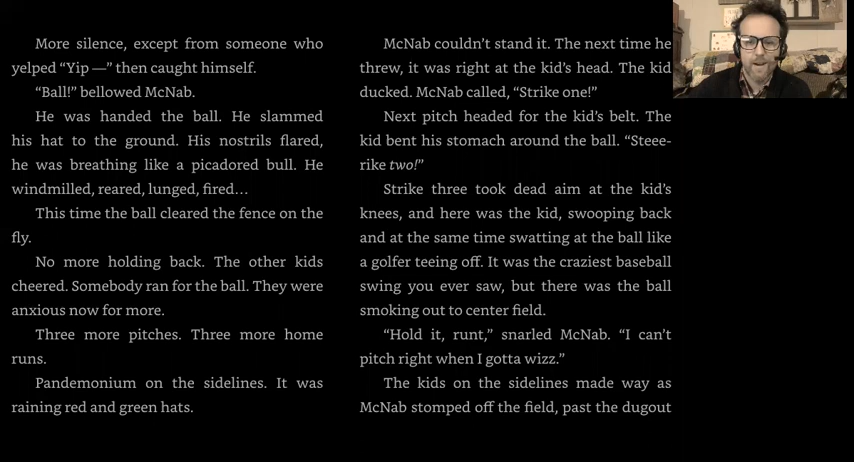 More silence, except from someone who
yelped “Yip —” then caught himself.
“Ball!” bellowed McNab.
He was handed the ball. He slammed
his hat to the ground. His nostrils flared,
he was breathing like a picadored bull. He
windmilled, reared, lunged, fired…
This time the ball cleared the fence on the
fly.
No more holding back. The other kids
cheered. Somebody ran for the ball. They were
anxious now for more.
Three more pitches. Three more home
runs.
Pandemonium on the sidelines. It was
raining red and green hats.
McNab couldn’t stand it. The next time he
threw, it was right at the kid’s head. The kid
ducked. McNab called, “Strike one!”
Next pitch headed for the kid’s belt. The
kid bent his stomach around the ball. “Steee-
rike two!”
Strike three took dead aim at the kid’s
knees, and here was the kid, swooping back
and at the same time swatting at the ball like
a golfer teeing off. It was the craziest baseball
swing you ever saw, but there was the ball
smoking out to center field.
“Hold it, runt,” snarled McNab. “I can’t
pitch right when I gotta wizz.”
The kids on the sidelines made way as
McNab stomped off the field, past the dugout